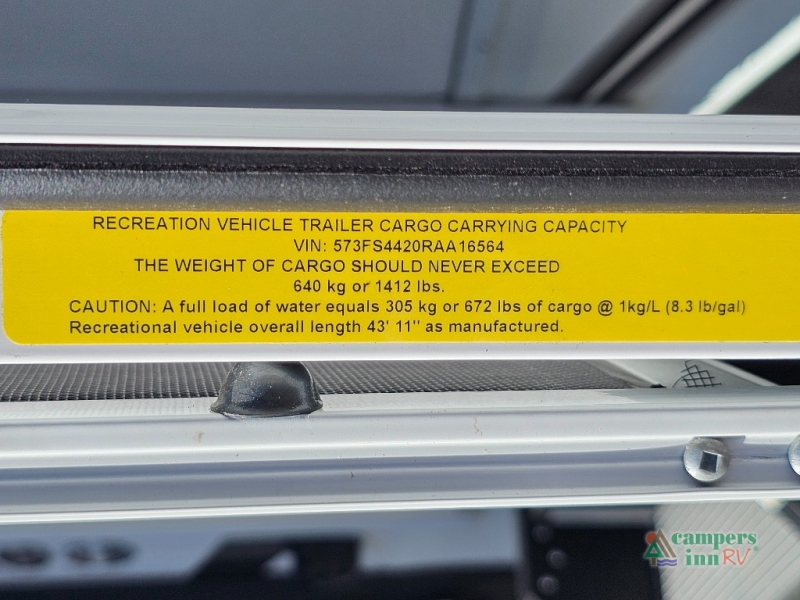 RECREATION VEHICLE TRAILER CARGO CARRYING CAPACITY
VIN: 573FS4420RAA16564
THE WEIGHT OF CARGO SHOULD NEVER EXCEED
640 kg or 1412 lbs.
CAUTION: A full load of water equals 305 kg or 672 lbs of cargo @ 1kg/L (8.3 lb/gal)
Recreational vehicle overall length 43' 11" as manufactured.
campers
inn RV